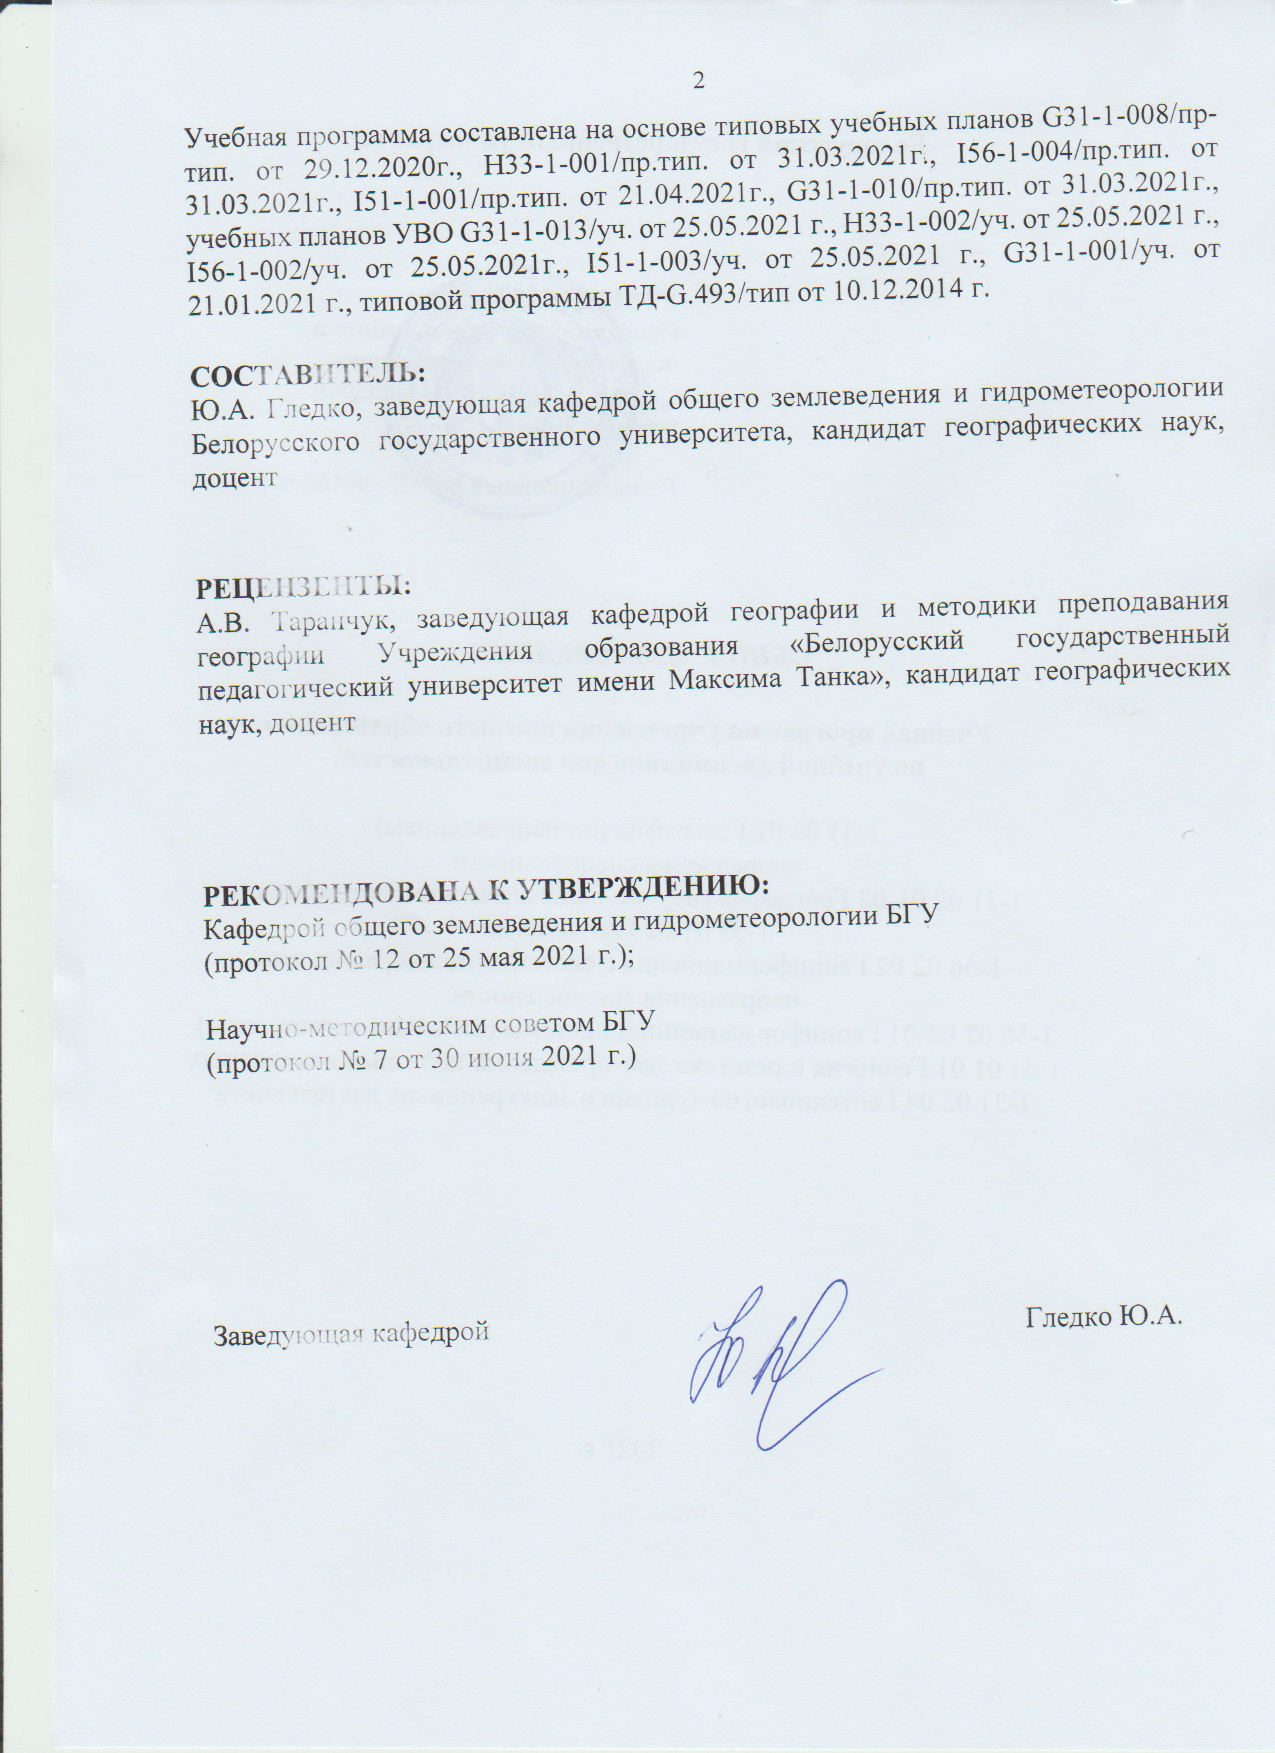 2
Учебная программа составлена на основе типовых учебных планов G31-1-008/пр-
тип. от 29.12.2020г., H33-1-001/пр.тип. от 31.03.2021г., I56-1-004/пр.тип. от
31.03.2021г., I51-1-001/пр.тип. от 21.04.2021г., G31-1-010/пр.тип. от 31.03.2021г.,
учебных планов УВО G31-1-013/уч. от 25.05.2021 г., H33-1-002/уч. от 25.05.2021 г.,
I56-1-002/уч. от 25.05.2021г., I51-1-003/уч. от 25.05.2021 г., G31-1-001/уч. от
21.01.2021 г., типовой программы ТД-G.493/тип от 10.12.2014 г.
СОСТАВИТЕЛЬ:
Ю.А. Гледко, заведующая кафедрой общего землеведения и гидрометеорологии
Белорусского государственного университета, кандидат географических наук,
доцент
РЕЦЕНЗЕНТЫ:
А.В. Таранчук, заведующая кафедрой географии и методики преподавания
географии Учреждения образования «Белорусский государственный
педагогический университет имени Максима Танка», кандидат географических
наук, доцент
РЕКОМЕНДОВАНА К УТВЕРЖДЕНИЮ:
Кафедрой общего землеведения и гидрометеорологии БГУ
(протокол № 12 от 25 мая 2021 г.);
Научно-методическим советом БГУ
(протокол № 7 от 30 июня 2021 г.)
Заведующая кафедрой
Гледко Ю.А.